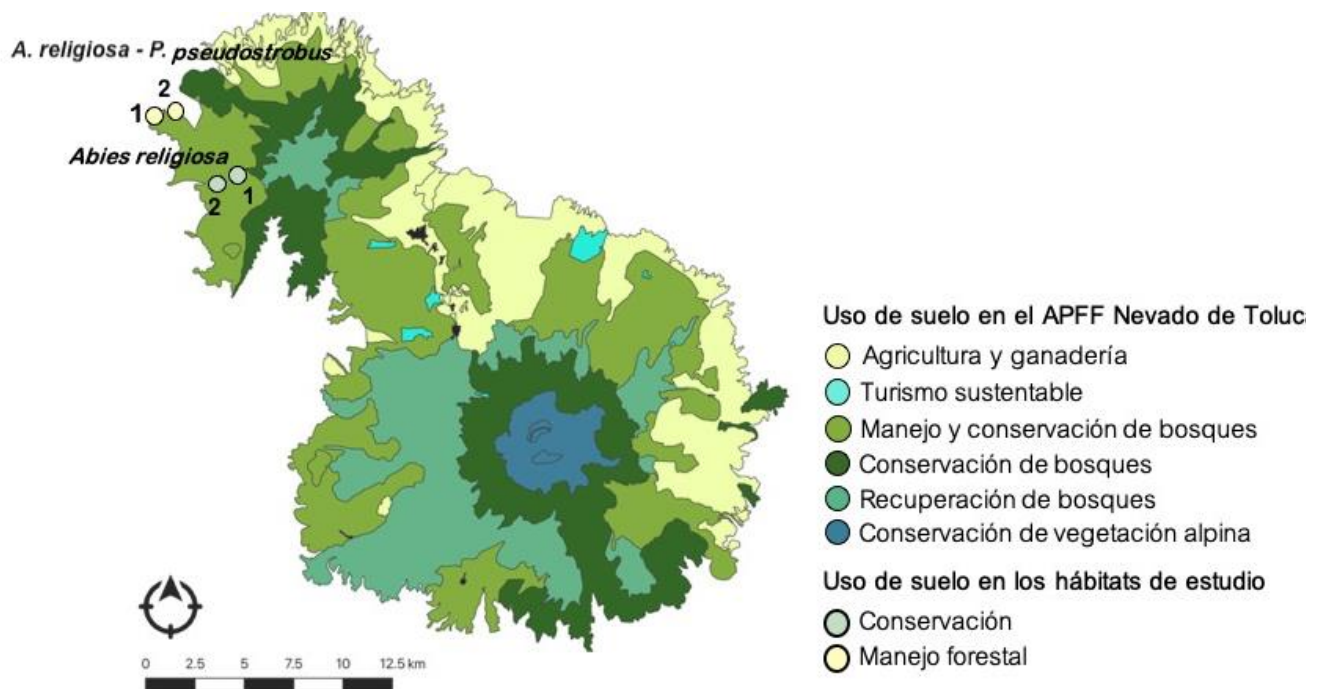 A. religiosa - P. pseudostrobus
2
1
Abies religiosa
1
2
Uso de suelo en el APFF Nevado de Toluc
Agricultura y ganadería
Turismo sustentable
Manejo y conservación de bosques
Conservación de bosques
Recuperación de bosques
Conservación de vegetación alpina
Uso de suelo en los hábitats de estudio
Conservación
Manejo forestal
0 2.5 5 7.5 10 12.5 km